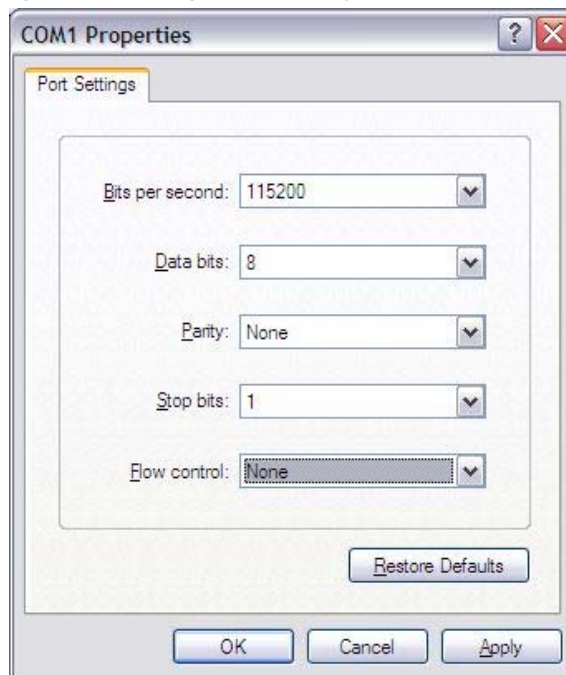 COM1 Properties
Port Settings
Bits per second: 115200
Data bits: 8
Parity: None
Stop bits: 1
Flow control: None
Restore Defaults
OK Cancel Apply